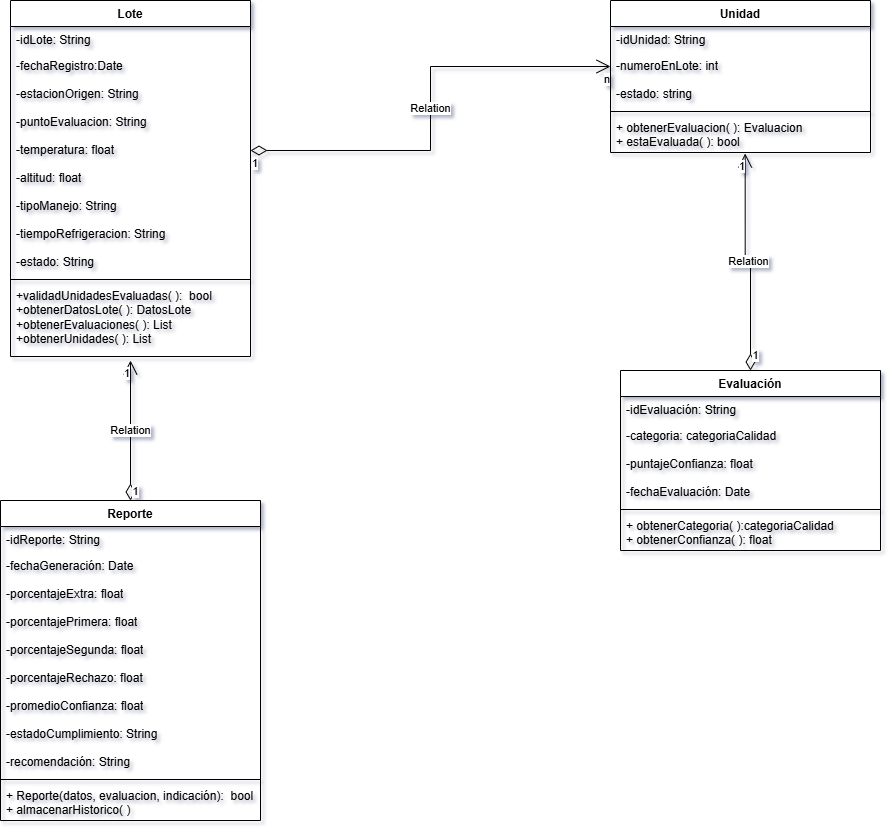 Lote
-idLote: String
-fechaRegistro:Date
-estacionOrigen: String
-puntoEvaluacion: String
-temperatura: float
-altitud: float
-tipoManejo: String
-tiempoRefrigeracion: String
-estado: String
+validadUnidadesEvaluadas( ):  bool
+obtenerDatosLote( ): DatosLote
+obtenerEvaluaciones( ): List
+obtenerUnidades( ): List
Relation
1
n
Unidad
-idUnidad: String
-numeroEnLote: int
-estado: string
+ obtenerEvaluacion( ): Evaluacion
+ estaEvaluada( ): bool
1
Relation
1
Evaluación
-idEvaluación: String
-categoria: categoriaCalidad
-puntajeConfianza: float
-fechaEvaluación: Date
+ obtenerCategoria( ):categoriaCalidad
+ obtenerConfianza( ): float
1
Relation
1
Reporte
-idReporte: String
-fechaGeneración: Date
-porcentajeExtra: float
-porcentajePrimera: float
-porcentajeSegunda: float
-porcentajeRechazo: float
-promedioConfianza: float
-estadoCumplimiento: String
-recomendación: String
+ Reporte(datos, evaluacion, indicación):  bool
+ almacenarHistorico( )